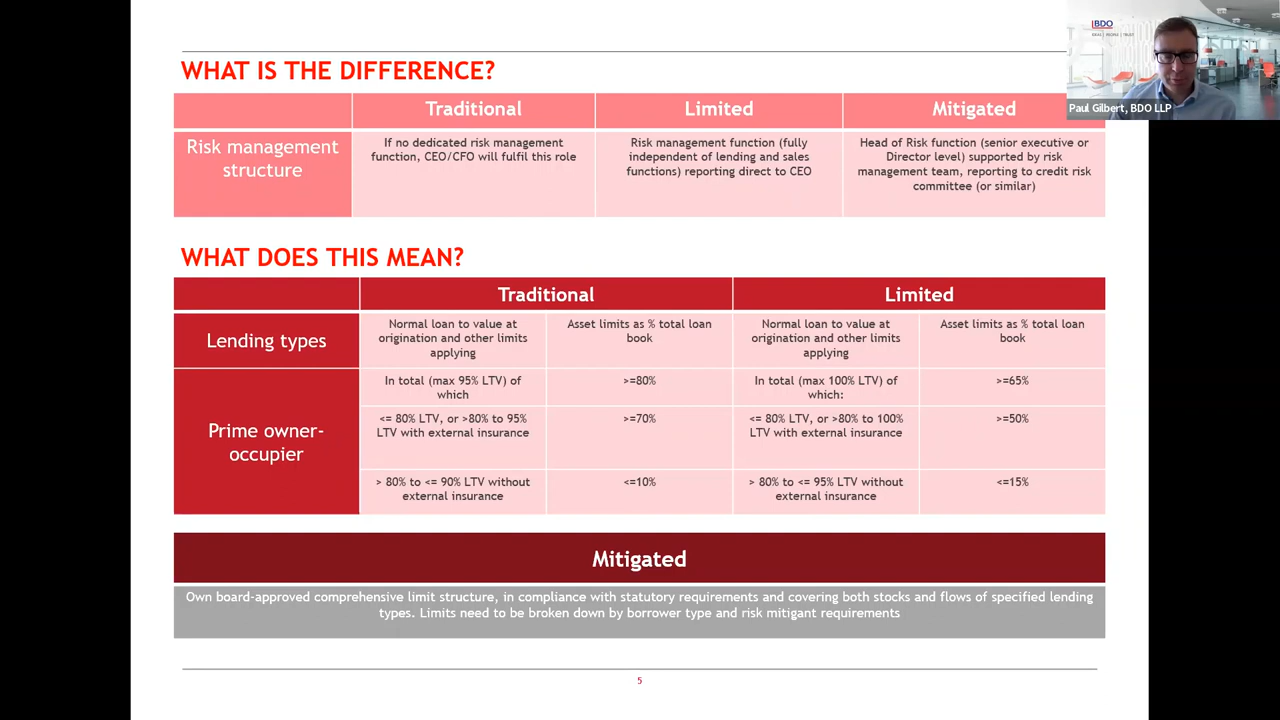 BDO
WHAT IS THE DIFFERENCE?
Paul Gilbert, BDO LLP
Traditional
Limited
Mitigated
Risk management
structure
If no dedicated risk management
function, CEO/CFO will fulfil this role
Risk management function (fully
independent of lending and sales
functions) reporting direct to CEO
Head of Risk function (senior executive or
Director level) supported by risk
management team, reporting to credit risk
committee (or similar)
WHAT DOES THIS MEAN?
Traditional
Limited
Lending types
Normal loan to value at
origination and other limits
applying
Asset limits as % total loan
book
Normal loan to value at
origination and other limits
applying
Asset limits as % total loan
book
Prime owner-
occupier
In total (max 95% LTV) of
which
>=80%
In total (max 100% LTV) of
which:
>=65%
<= 80% LTV, or >80% to 95%
LTV with external insurance
>=70%
<= 80% LTV, or >80% to 100%
LTV with external insurance
>=50%
> 80% to <= 90% LTV without
external insurance
<=10%
> 80% to <= 95% LTV without
external insurance
<=15%
Mitigated
Own board-approved comprehensive limit structure, in compliance with statutory requirements and covering both stocks and flows of specified lending
types. Limits need to be broken down by borrower type and risk mitigant requirements
5